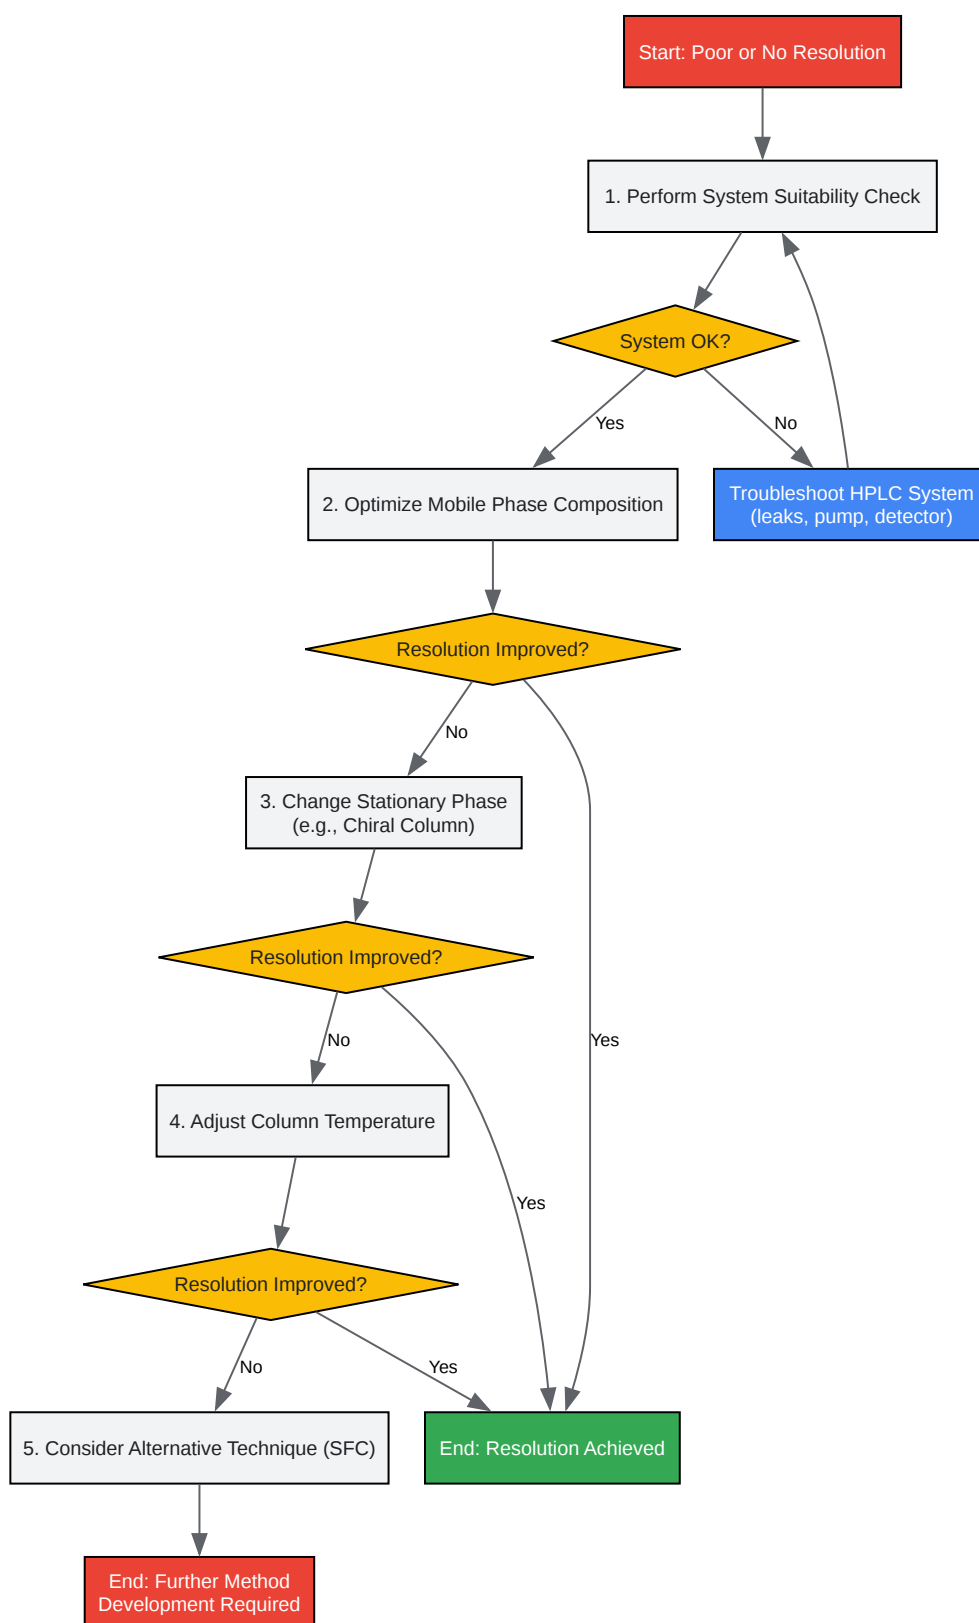 Start: Poor or No Resolution
1. Perform System Suitability Check
System OK?
Yes
No
2. Optimize Mobile Phase Composition
Troubleshoot HPLC System
(leaks, pump, detector)
Resolution Improved?
No
3. Change Stationary Phase
(e.g., Chiral Column)
Resolution Improved?
No
Yes
4. Adjust Column Temperature
Yes
Resolution Improved?
No
Yes
5. Consider Alternative Technique (SFC)
End: Resolution Achieved
End: Further Method
Development Required